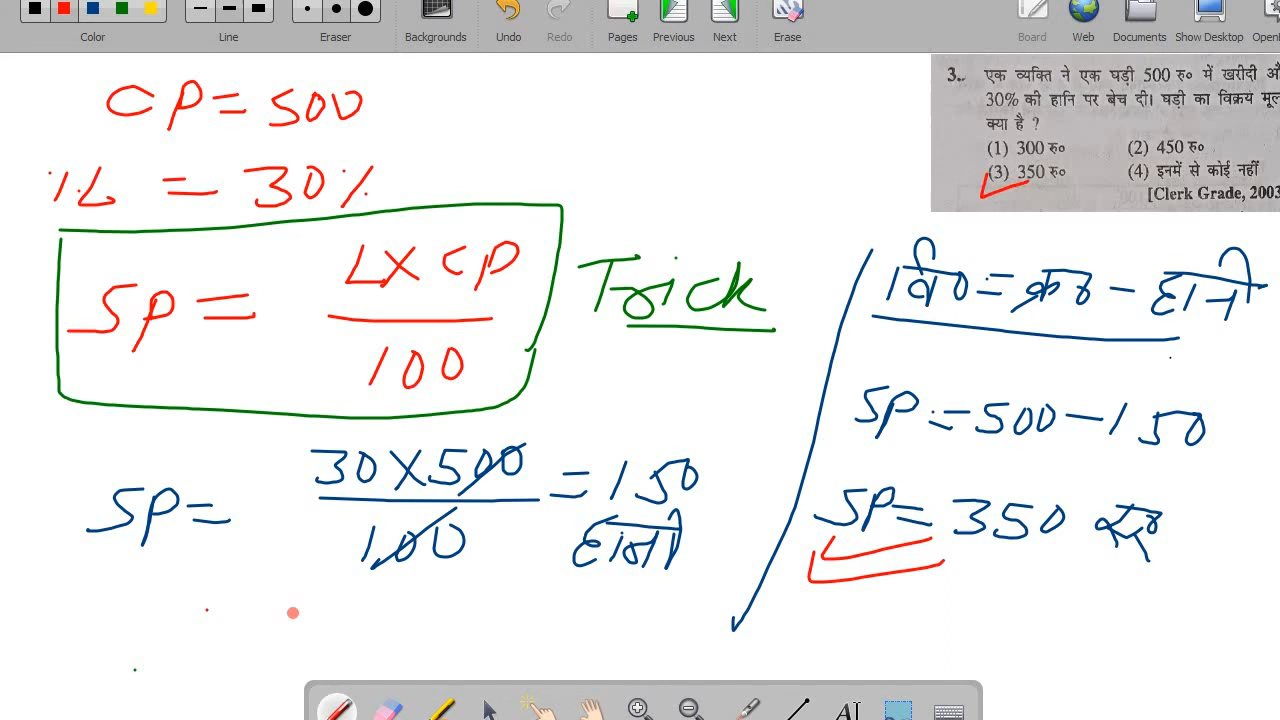 Color
Line
Eraser
Backgrounds
Undo
Redo
Pages
Previous
Next
Erase
Board
Web
Documents
Show Desktop
CP = 500
%L = 30%
SP = L X CP
100
Trick
SP = 30 X 500 = 150
100
हानी
3. एक व्यक्ति ने एक घड़ी 500 रु० में खरीदी
30% की हानि पर बेच दी। घड़ी का विक्रय
क्या है ?
(1) 300 रु० (2) 450 रु०
(3) 350 रु० (4) इनमें से कोई नहीं
[Clerk Grade, 2003
वि० = क्र० - हानी
SP = 500 - 150
SP = 350 रु०